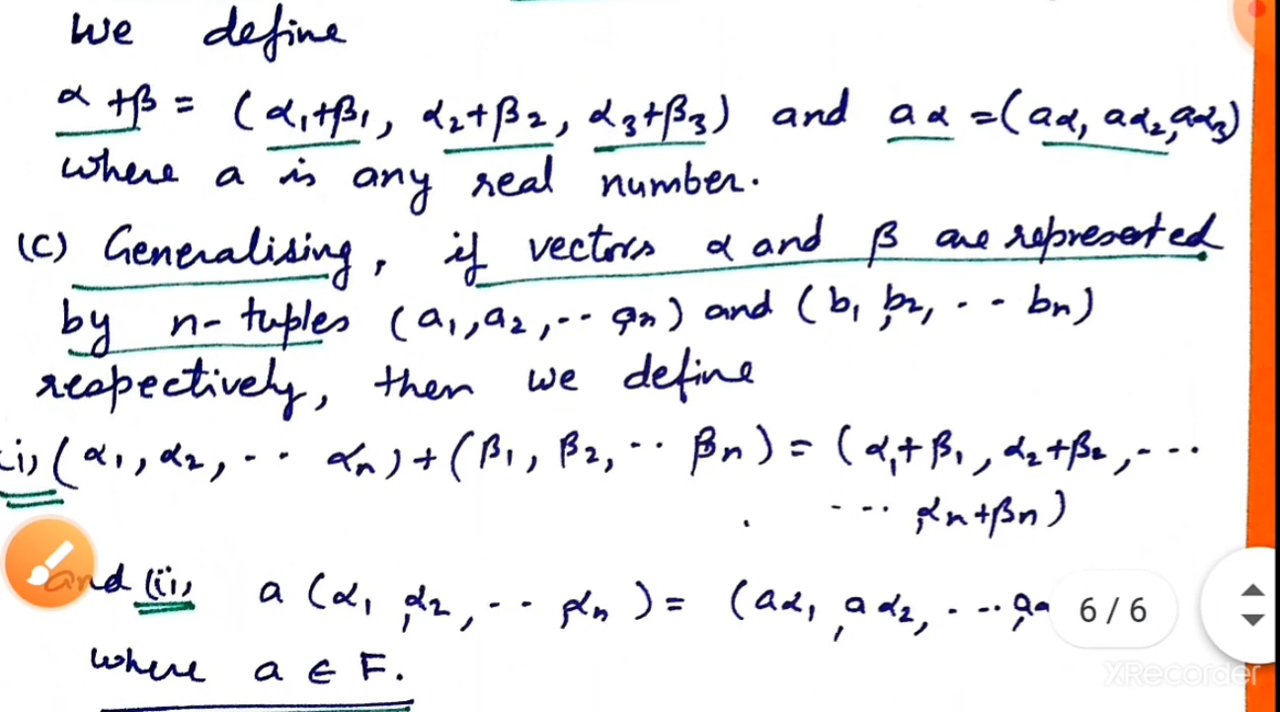 We define
α + β = (α₁+β₁, α₂+β₂, α₃+β₃) and a α = (aα, aα₂, aα₃)
where a is any real number.
(C) Generalising, if vectors α and β are represented
by n-tuples (a₁, a₂, -- aₙ) and (b₁ b₂, - - bₙ)
respectively, then we define
(i) (α₁, α₂, - - αₙ) + (β₁, β₂, -- βₙ) = (α₁+β₁, α₂+β₂, ---
--- , αₙ+βₙ)
and (ii) a (α₁, α₂, - - αₙ) = (aα₁, aα₂, - --,
6 / 6
where a ∈ F.
XRecorder